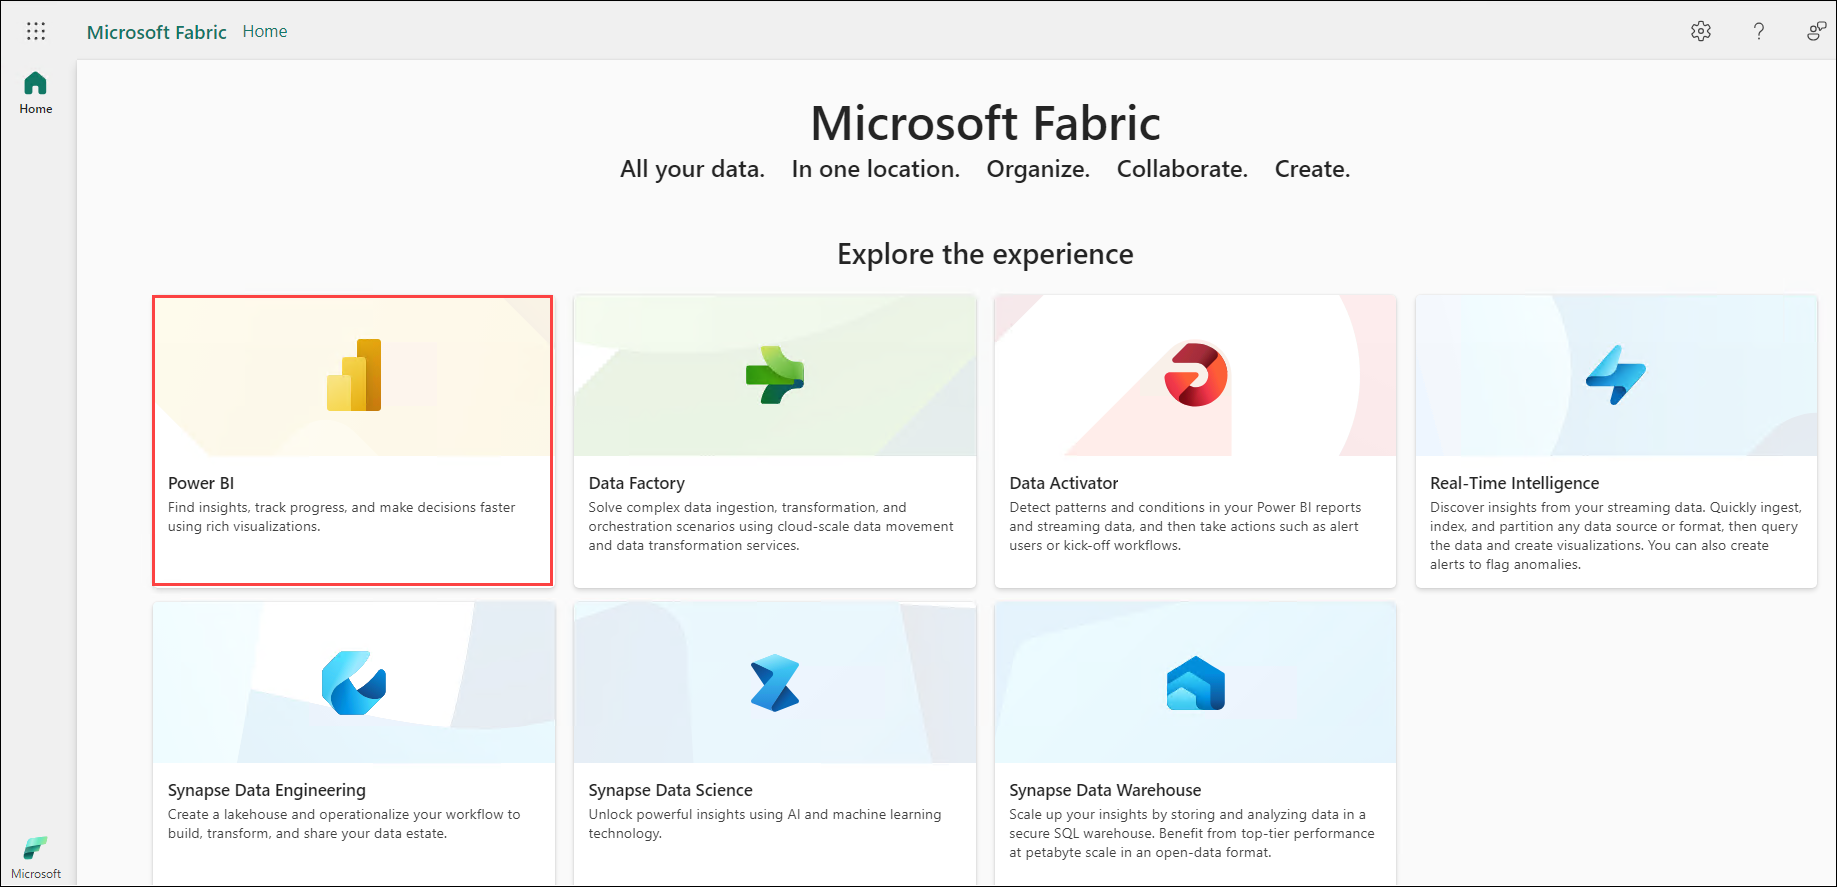 Microsoft Fabric Home
Home
Microsoft Fabric
All your data. In one location. Organize. Collaborate. Create.
Explore the experience
Power BI
Find insights, track progress, and make decisions faster
using rich visualizations.
Data Factory
Solve complex data ingestion, transformation, and
orchestration scenarios using cloud-scale data movement
and data transformation services.
Data Activator
Detect patterns and conditions in your Power BI reports
and streaming data, and then take actions such as alert
users or kick-off workflows.
Real-Time Intelligence
Discover insights from your streaming data. Quickly ingest,
index, and partition any data source or format, then query
the data and create visualizations. You can also create
alerts to flag anomalies.
Synapse Data Engineering
Create a lakehouse and operationalize your workflow to
build, transform, and share your data estate.
Synapse Data Science
Unlock powerful insights using AI and machine learning
technology.
Synapse Data Warehouse
Scale up your insights by storing and analyzing data in a
secure SQL warehouse. Benefit from top-tier performance
at petabyte scale in an open-data format.
Microsoft